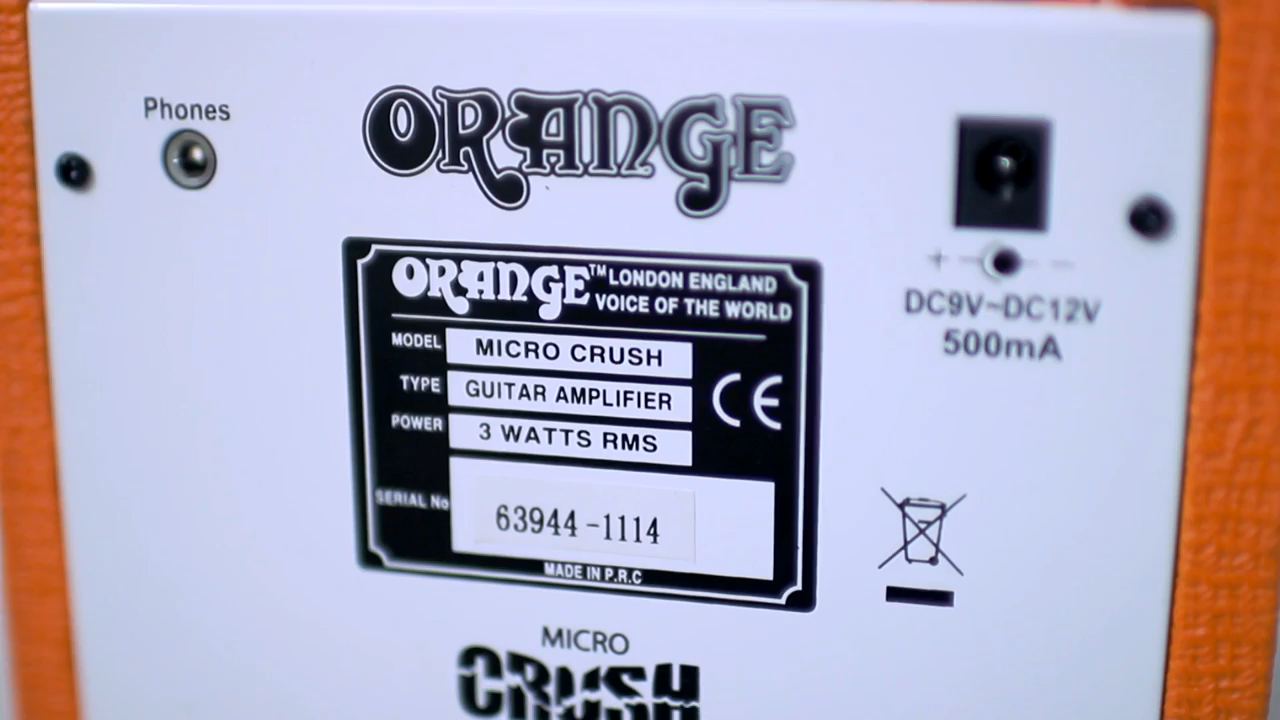 Phones
ORANGE
+ -
DC9V~DC12V
500mA
ORANGE™ LONDON ENGLAND
VOICE OF THE WORLD
MODEL MICRO CRUSH
TYPE GUITAR AMPLIFIER
POWER 3 WATTS RMS
CE
SERIAL No 63944-1114
MADE IN P.R.C
MICRO
CRUSH